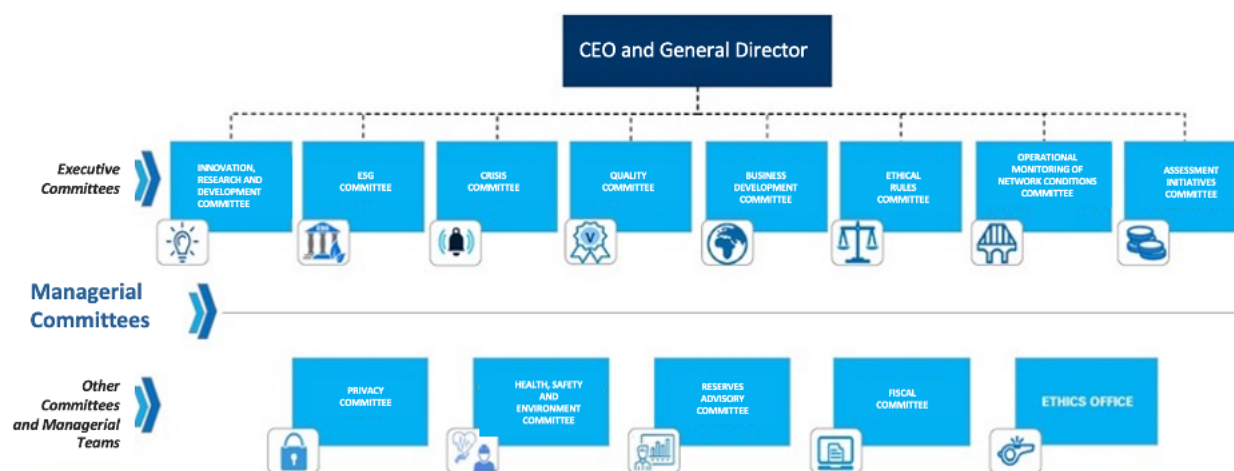 CEO and General Director
Executive
Committees
INNOVATION,
RESEARCH AND
DEVELOPMENT
COMMITTEE
ESG
COMMITTEE
CRISIS
COMMITTEE
QUALITY
COMMITTEE
BUSINESS
DEVELOPMENT
COMMITTEE
ETHICAL
RULES
COMMITTEE
OPERATIONAL
MONITORING OF
NETWORK CONDITIONS
COMMITTEE
ASSESSMENT
INITIATIVES
COMMITTEE
V
Managerial
Committees
Other
Committees
and Managerial
Teams
PRIVACY
COMMITTEE
HEALTH, SAFETY
AND
ENVIRONMENT
COMMITTEE
RESERVES
ADVISORY
COMMITTEE
FISCAL
COMMITTEE
ETHICS OFFICE